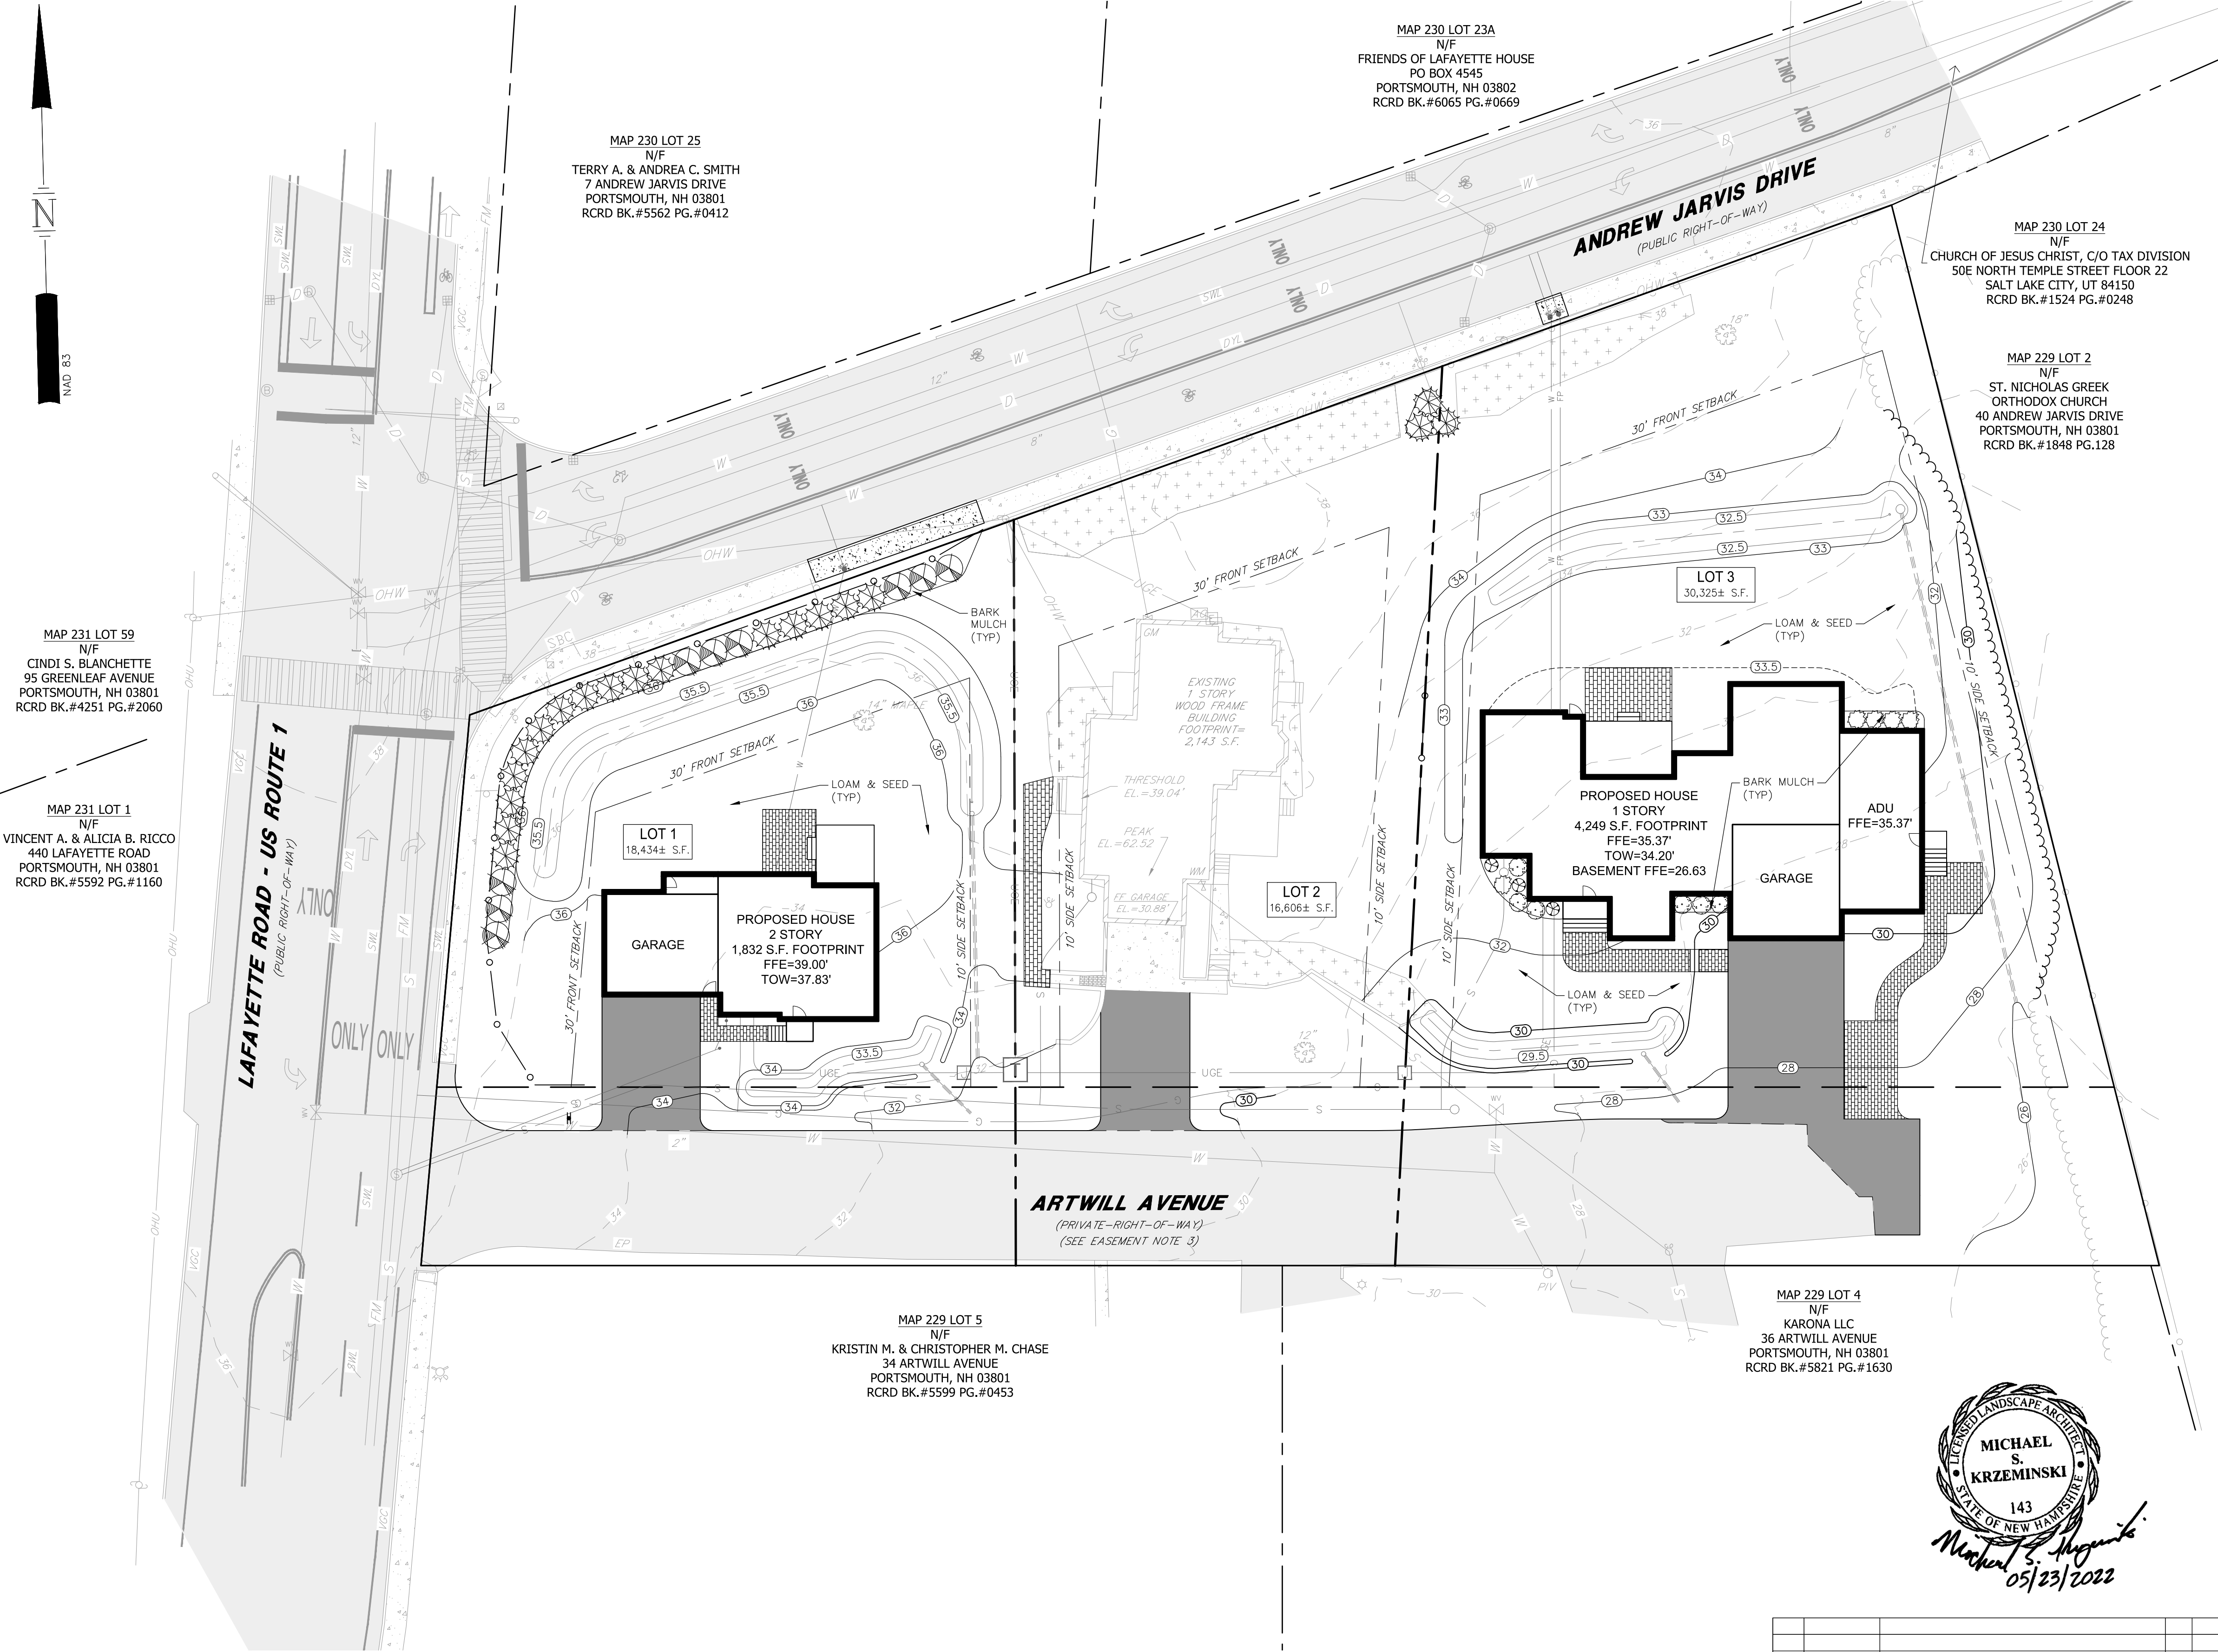 MAP 230 LOT 23A
N/F
FRIENDS OF LAFAYETTE HOUSE
PO BOX 4545
PORTSMOUTH, NH 03802
RCRD BK.#6065 PG.#0669
MAP 230 LOT 25
N/F
TERRY A. & ANDREA C. SMITH
7 ANDREW JARVIS DRIVE
PORTSMOUTH, NH 03801
RCRD BK.#5562 PG.#0412
N
NAD 83
ANDREW JARVIS DRIVE
(PUBLIC RIGHT-OF-WAY)
MAP 230 LOT 24
N/F
CHURCH OF JESUS CHRIST, C/O TAX DIVISION
50E NORTH TEMPLE STREET FLOOR 22
SALT LAKE CITY, UT 84150
RCRD BK.#1524 PG.#0248
MAP 229 LOT 2
N/F
ST. NICHOLAS GREEK
ORTHODOX CHURCH
40 ANDREW JARVIS DRIVE
PORTSMOUTH, NH 03801
RCRD BK.#1848 PG.128
MAP 231 LOT 59
N/F
CINDI S. BLANCHETTE
95 GREENLEAF AVENUE
PORTSMOUTH, NH 03801
RCRD BK.#4251 PG.#2060
MAP 231 LOT 1
N/F
VINCENT A. & ALICIA B. RICCO
440 LAFAYETTE ROAD
PORTSMOUTH, NH 03801
RCRD BK.#5592 PG.#1160
LAFAYETTE ROAD - US ROUTE 1
(PUBLIC RIGHT-OF-WAY)
ONLY
ONLY
ONLY
ONLY
ONLY
ONLY
ONLY
ONLY
ONLY
BARK
MULCH
(TYP)
30' FRONT SETBACK
14" MAPLE
LOAM & SEED
(TYP)
LOT 1
18,434± S.F.
GARAGE
PROPOSED HOUSE
2 STORY
1,832 S.F. FOOTPRINT
FFE=39.00'
TOW=37.83'
30' FRONT SETBACK
10' SIDE SETBACK
10' SIDE SETBACK
30' FRONT SETBACK
GM
EXISTING
1 STORY
WOOD FRAME
BUILDING
FOOTPRINT=
2,143 S.F.
THRESHOLD
EL.=39.04'
PEAK
EL.=62.52
WM
FF GARAGE
EL.=30.88'
LOT 2
16,606± S.F.
10' SIDE SETBACK
10' SIDE SETBACK
30' FRONT SETBACK
LOT 3
30,325± S.F.
LOAM & SEED
(TYP)
10' SIDE SETBACK
PROPOSED HOUSE
1 STORY
4,249 S.F. FOOTPRINT
FFE=35.37'
TOW=34.20'
BASEMENT FFE=26.63
BARK MULCH
(TYP)
ADU
FFE=35.37'
GARAGE
LOAM & SEED
(TYP)
UGE
UGE
ARTWILL AVENUE
(PRIVATE-RIGHT-OF-WAY)
(SEE EASEMENT NOTE 3)
EP
PIV
MAP 229 LOT 5
N/F
KRISTIN M. & CHRISTOPHER M. CHASE
34 ARTWILL AVENUE
PORTSMOUTH, NH 03801
RCRD BK.#5599 PG.#0453
MAP 229 LOT 4
N/F
KARONA LLC
36 ARTWILL AVENUE
PORTSMOUTH, NH 03801
RCRD BK.#5821 PG.#1630
LICENSED LANDSCAPE ARCHITECT
MICHAEL
S.
KRZEMINSKI
143
STATE OF NEW HAMPSHIRE
05/23/2022